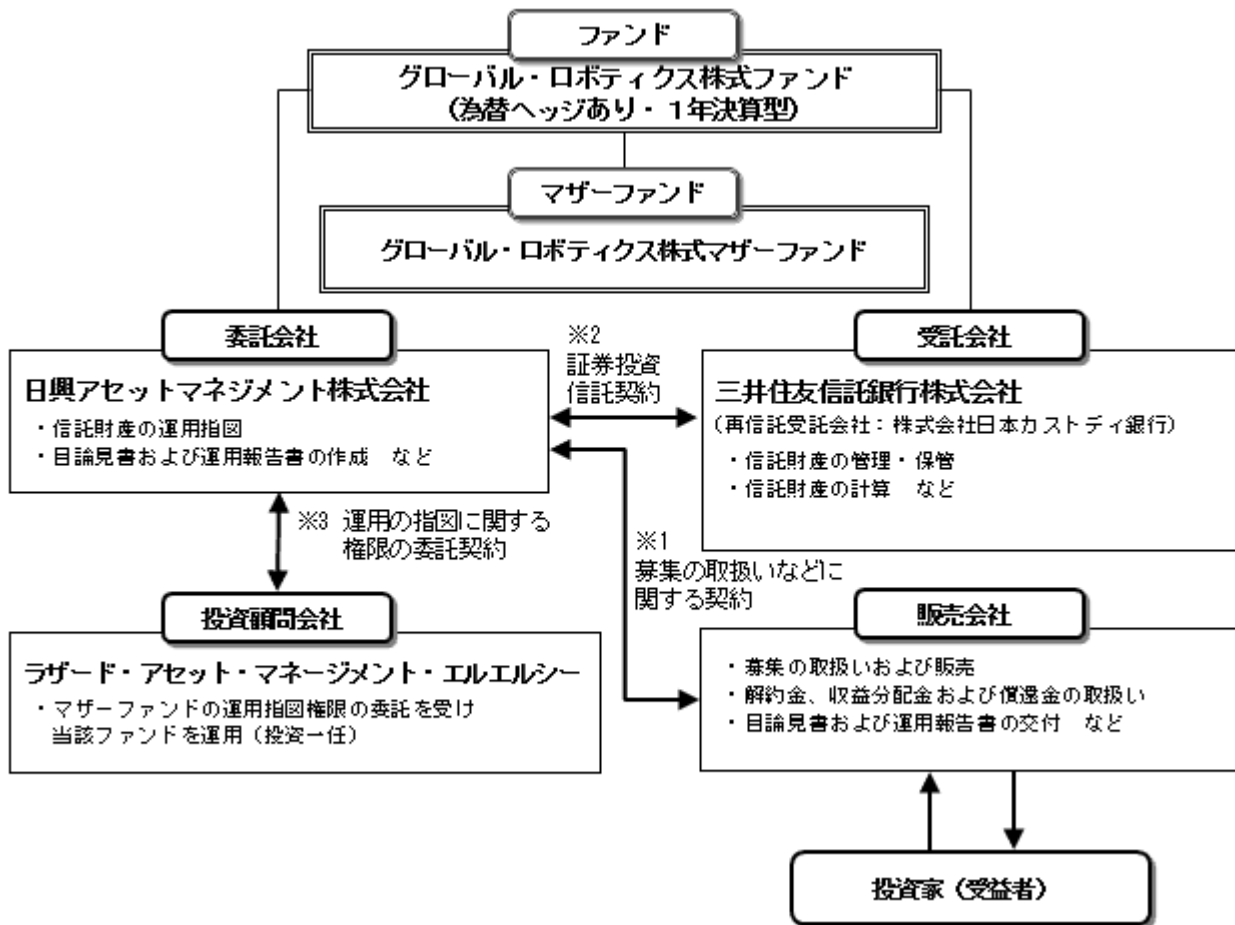 ファンド
グローバル・ロボティクス株式ファンド
(為替ヘッジあり・1年決算型)
マザーファンド
グローバル・ロボティクス株式マザーファンド
委託会社
日興アセットマネジメント株式会社
・信託財産の運用指図
・目論見書および運用報告書の作成　など
※2
証券投資
信託契約
受託会社
三井住友信託銀行株式会社
(再信託受託会社：株式会社日本カストディ銀行)
・信託財産の管理・保管
・信託財産の計算　など
※3 運用の指図に関する
権限の委託契約
※1
募集の取扱いなどに
関する契約
投資顧問会社
ラザード・アセット・マネージメント・エルエルシー
・マザーファンドの運用指図権限の委託を受け
当該ファンドを運用（投資一任）
販売会社
・募集の取扱いおよび販売
・解約金、収益分配金および償還金の取扱い
・目論見書および運用報告書の交付　など
投資家（受益者）